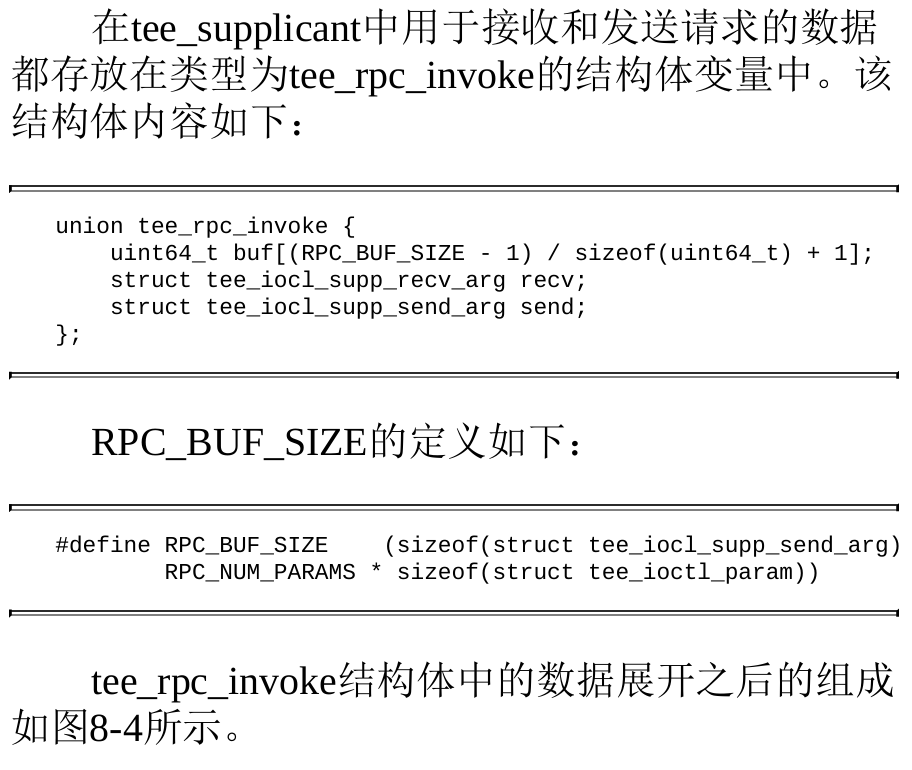 在tee_supplicant中用于接收和发送请求的数据
都存放在类型为tee_rpc_invoke的结构体变量中。该
结构体内容如下：
union tee_rpc_invoke {
    uint64_t buf[(RPC_BUF_SIZE - 1) / sizeof(uint64_t) + 1];
    struct tee_iocl_supp_recv_arg recv;
    struct tee_iocl_supp_send_arg send;
};
RPC_BUF_SIZE的定义如下：
#define RPC_BUF_SIZE    (sizeof(struct tee_iocl_supp_send_arg)
        RPC_NUM_PARAMS * sizeof(struct tee_ioctl_param))
tee_rpc_invoke结构体中的数据展开之后的组成
如图8-4所示。